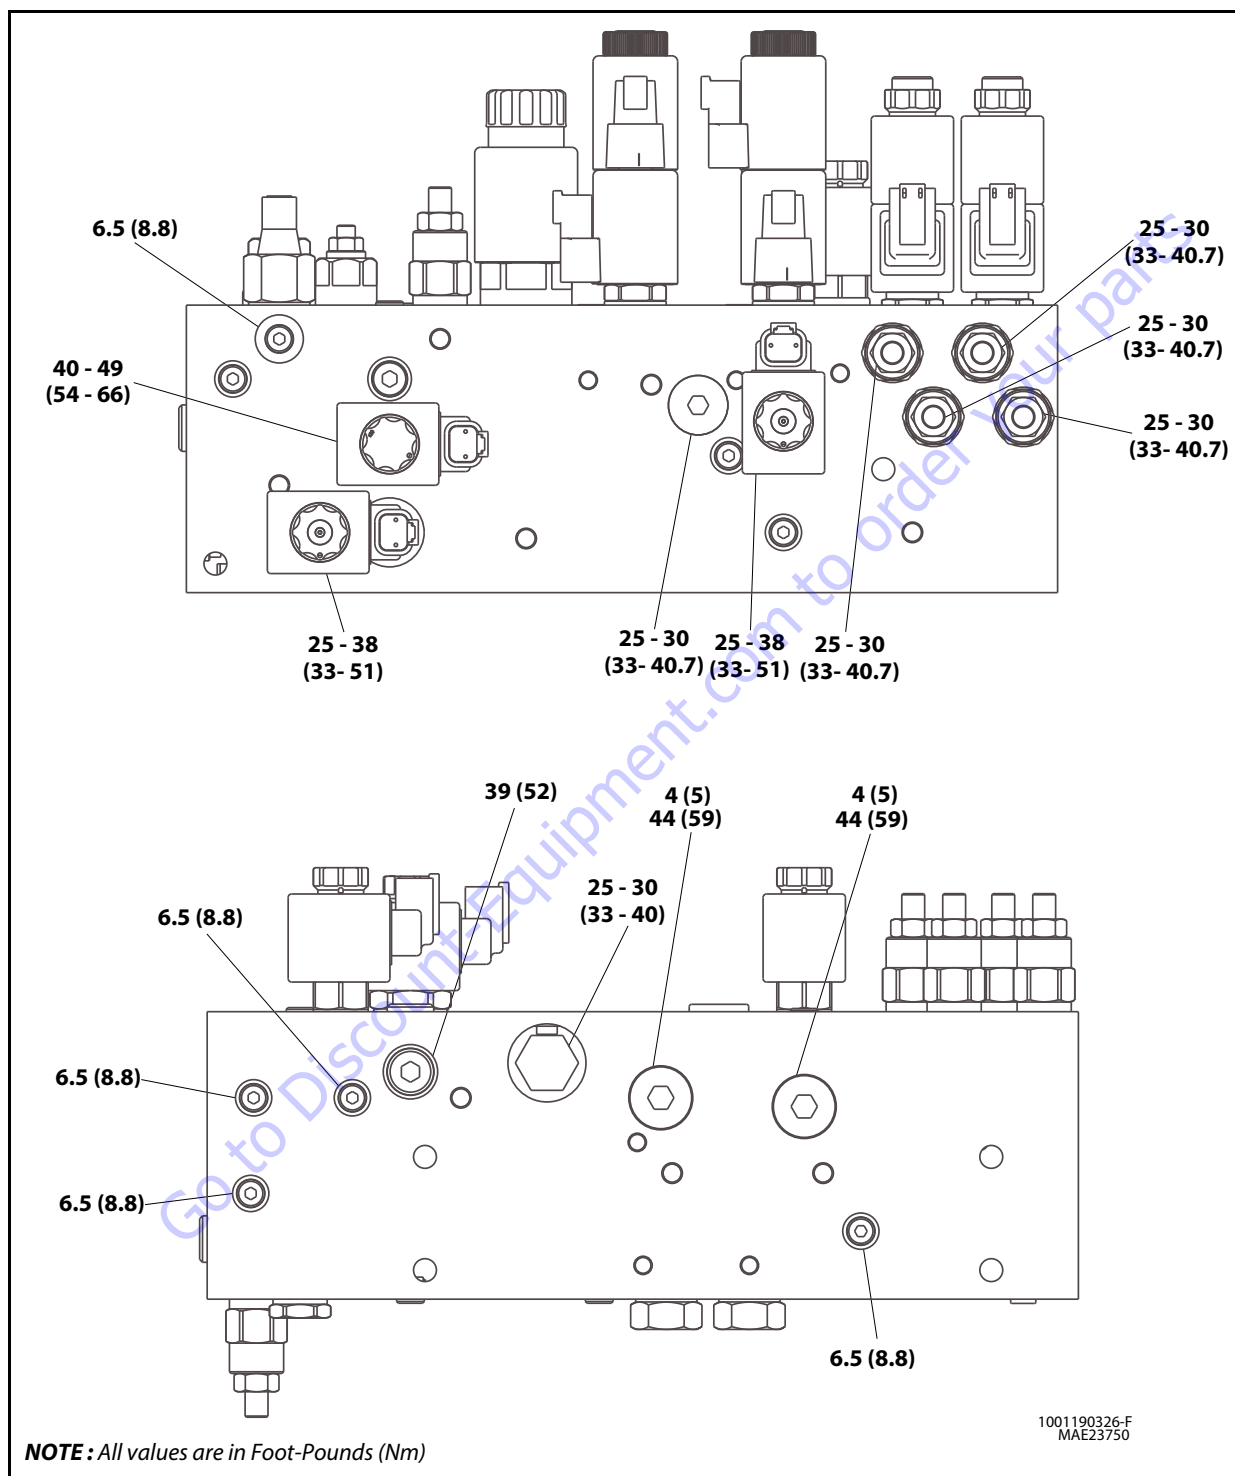 6.5 (8.8)
25 - 30
(33- 40.7)
25 - 30
(33- 40.7)
40 - 49
(54 - 66)
25 - 30
(33- 40.7)
25 - 38
(33- 51)
25 - 30
(33- 40.7)
25 - 38
(33- 51)
25 - 30
(33- 40.7)
39 (52)
4 (5)
44 (59)
4 (5)
44 (59)
25 - 30
(33 - 40)
6.5 (8.8)
6.5 (8.8)
6.5 (8.8)
6.5 (8.8)
1001190326-F
MAE23750
NOTE : All values are in Foot-Pounds (Nm)
Go to Discount-Equipment.com to order your parts